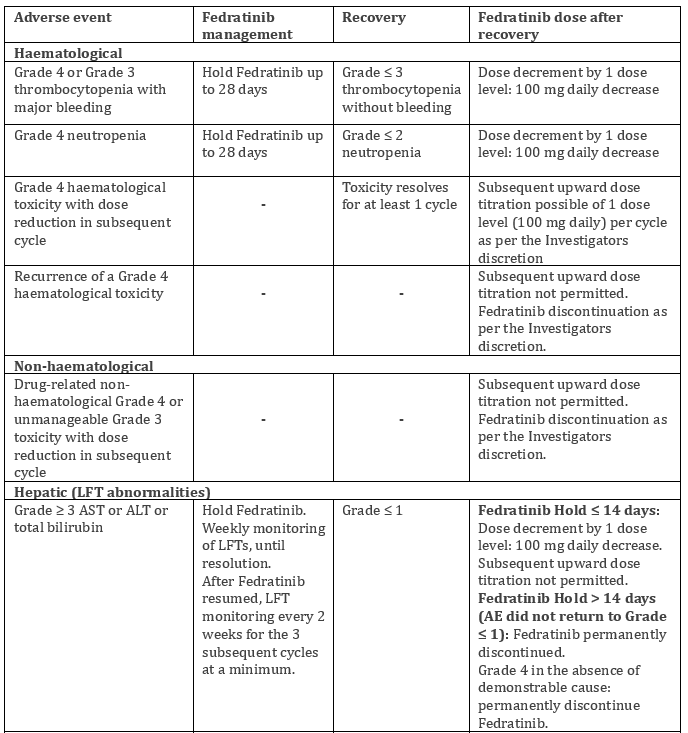 Adverse event
Fedratinib
management
Recovery
Fedratinib dose after
recovery
Haematological
Grade 4 or Grade 3
thrombocytopenia with
major bleeding
Hold Fedratinib up
to 28 days
Grade ≤ 3
thrombocytopenia
without bleeding
Dose decrement by 1 dose
level: 100 mg daily decrease
Grade 4 neutropenia
Hold Fedratinib up
to 28 days
Grade ≤ 2
neutropenia
Dose decrement by 1 dose
level: 100 mg daily decrease
Grade 4 haematological
toxicity with dose
reduction in subsequent
cycle
-
Toxicity resolves
for at least 1 cycle
Subsequent upward dose
titration possible of 1 dose
level (100 mg daily) per cycle
as per the Investigators
discretion
Recurrence of a Grade 4
haematological toxicity
-
-
Subsequent upward dose
titration not permitted.
Fedratinib discontinuation as
per the Investigators
discretion.
Non-haematological
Drug-related non-
haematological Grade 4 or
unmanageable Grade 3
toxicity with dose
reduction in subsequent
cycle
-
-
Subsequent upward dose
titration not permitted.
Fedratinib discontinuation as
per the Investigators
discretion.
Hepatic (LFT abnormalities)
Grade ≥ 3 AST or ALT or
total bilirubin
Hold Fedratinib.
Weekly monitoring
of LFTs, until
resolution.
After Fedratinib
resumed, LFT
monitoring every 2
weeks for the 3
subsequent cycles
at a minimum.
Grade ≤ 1
Fedratinib Hold ≤ 14 days:
Dose decrement by 1 dose
level: 100 mg daily decrease.
Subsequent upward dose
titration not permitted.
Fedratinib Hold > 14 days
(AE did not return to Grade
≤ 1): Fedratinib permanently
discontinued.
Grade 4 in the absence of
demonstrable cause:
permanently discontinue
Fedratinib.